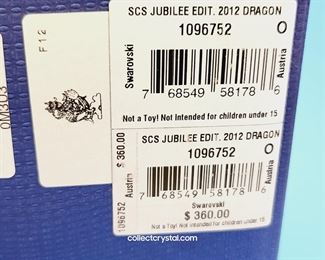 SCS JUBILEE EDIT. 2012 DRAGON
1096752 O
Swarovski
Austria
7 68549 58178 6
Not a Toy! Not Intended for children under 15
F12
OM303
$ 360.00
SCS JUBILEE EDIT. 2012 DRAGON
1096752 O
1096752 Austria
Austria
7 68549 58178 6
Swarovski
$ 360.00
Not a Toy! Not Intended for children under 15
collectcrystal.com